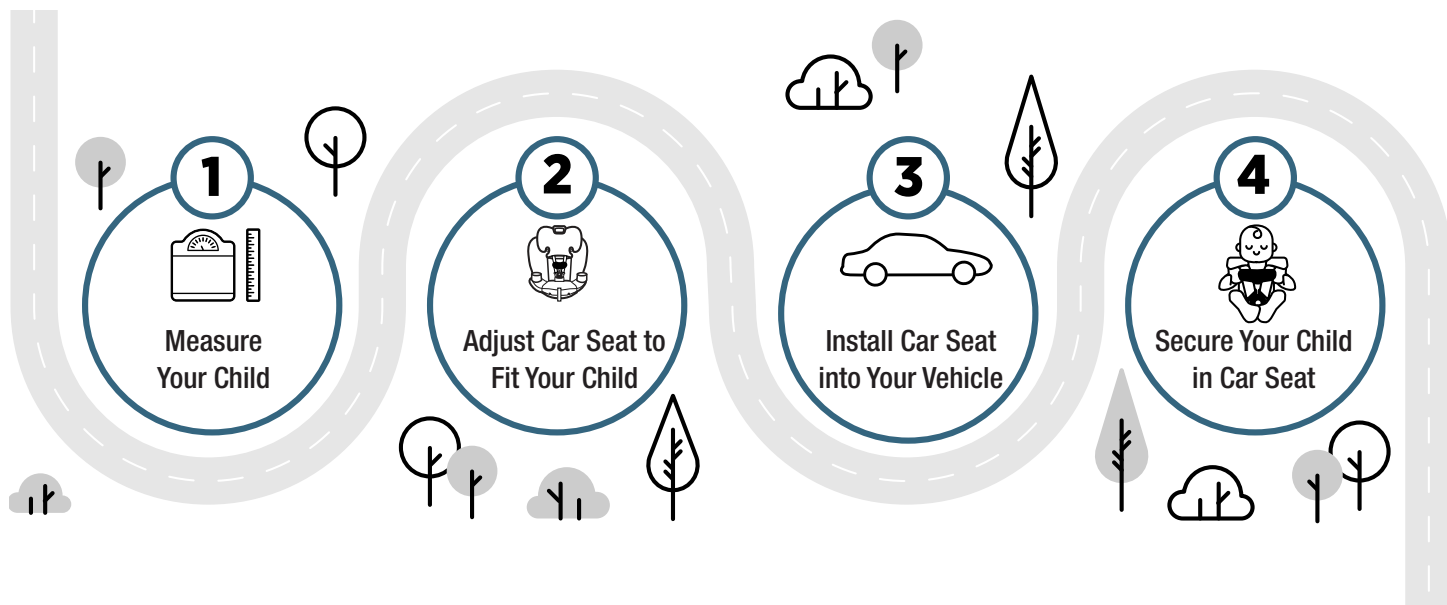 1
Measure
Your Child
2
Adjust Car Seat to
Fit Your Child
3
Install Car Seat
into Your Vehicle
4
Secure Your Child
in Car Seat